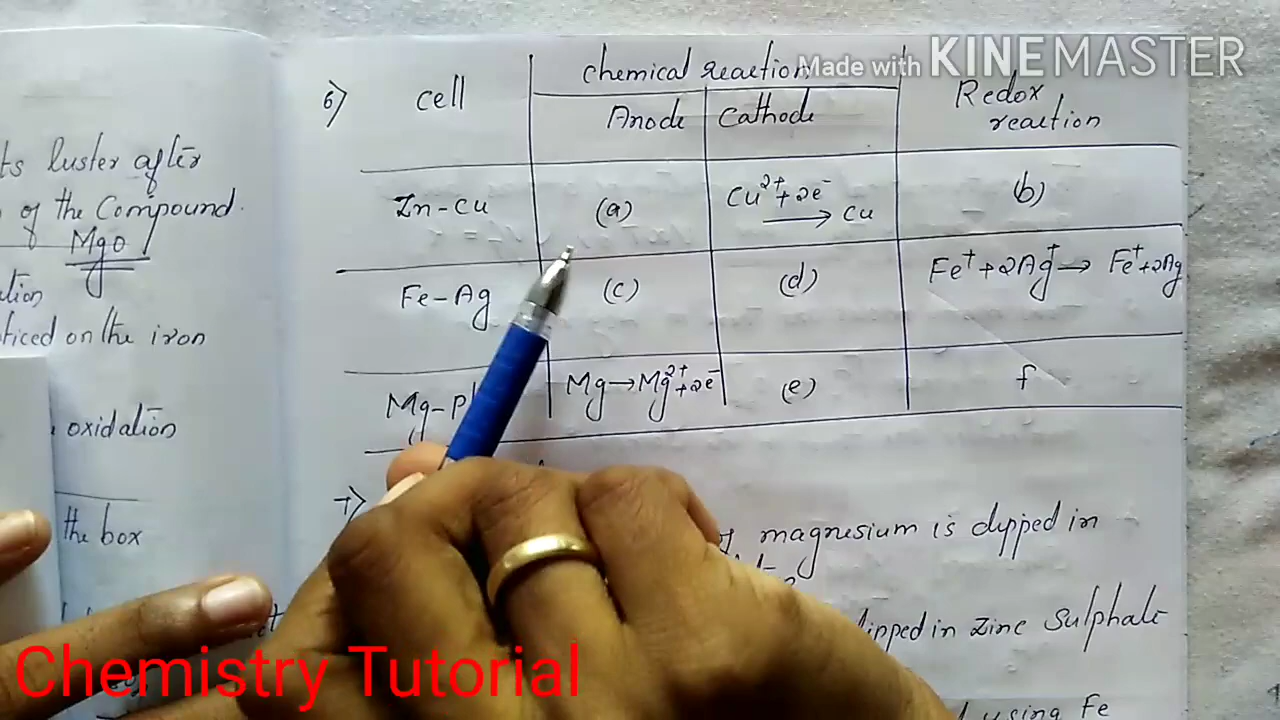 Made with KINEMASTER
ts luster after
of the Compound.
MgO
tion
ticed on the iron
oxidation
the box
6) Cell Chemical reaction Redox reaction
Anode Cathode
Zn-Cu (a) Cu²⁺+2e⁻ → Cu (b)
Fe-Ag (c) (d) Fe⁺+2Ag⁺→ Fe⁺+2Ag
Mg-P Mg→Mg²⁺+2e⁻ (e) f
7)
magnesium is dipped in
dipped in Zinc Sulphate
using Fe
Chemistry Tutorial